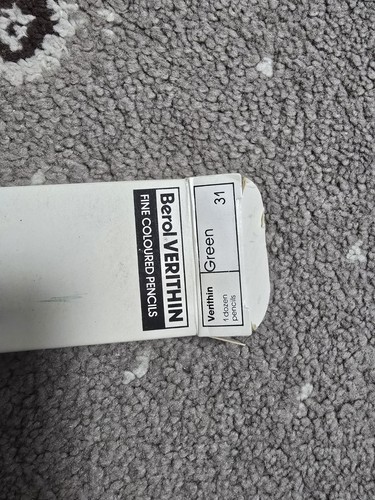 Berol VERITHIN
FINE COLOURED PENCILS
Verithin
1 dozen
pencils
Green
31